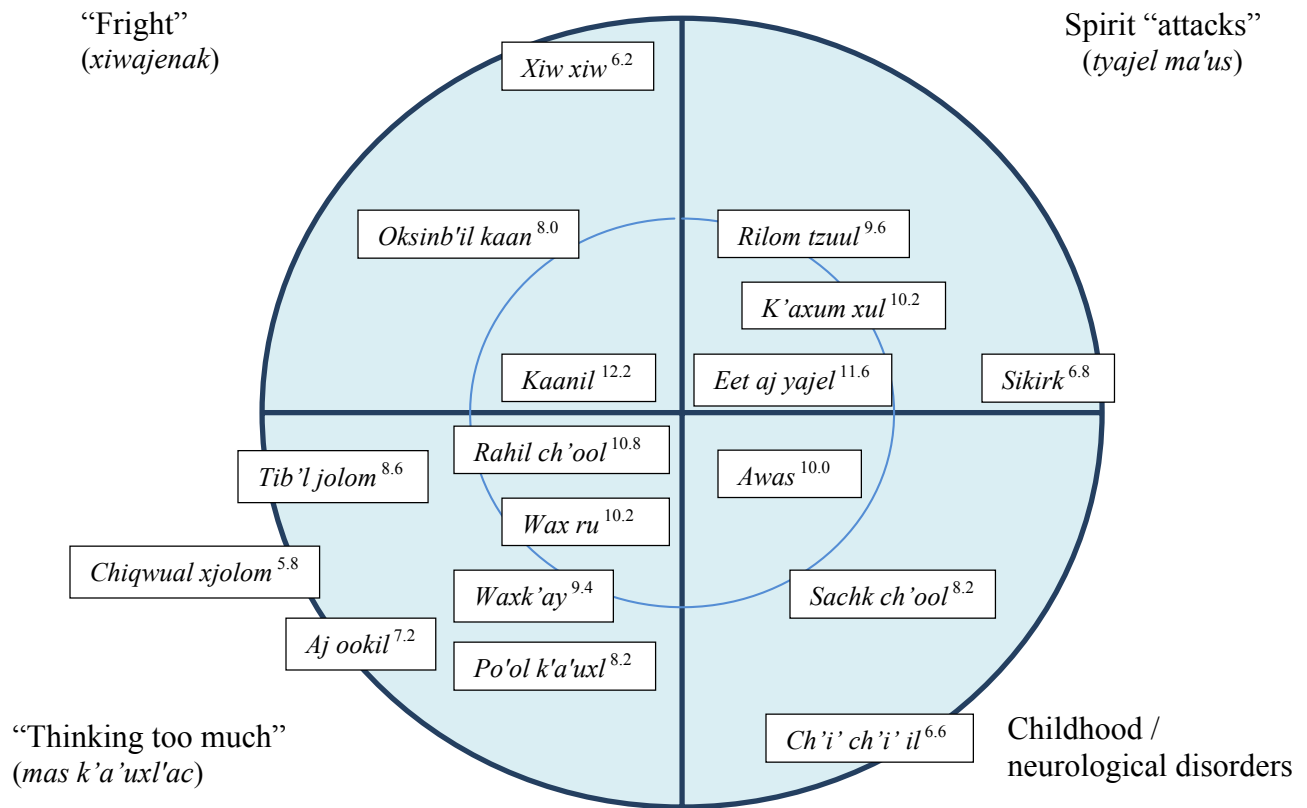 “Fright”
(xiwajenak)
Spirit “attacks”
(tyajel ma'us)
Xiw xiw 6.2
Oksinb'il kaan 8.0
Rilom tzuul 9.6
K’axum xul 10.2
Kaanil 12.2
Eet aj yajel 11.6
Sikirk 6.8
Rahil ch’ool 10.8
Tib’l jolom 8.6
Awas 10.0
Wax ru 10.2
Chiqwual xjolom 5.8
Waxk’ay 9.4
Sachk ch’ool 8.2
Aj ookil 7.2
Po'ol k'a'uxl 8.2
“Thinking too much”
(mas k’a’uxl'ac)
Ch’i’ ch’i’ il 6.6
Childhood /
neurological disorders